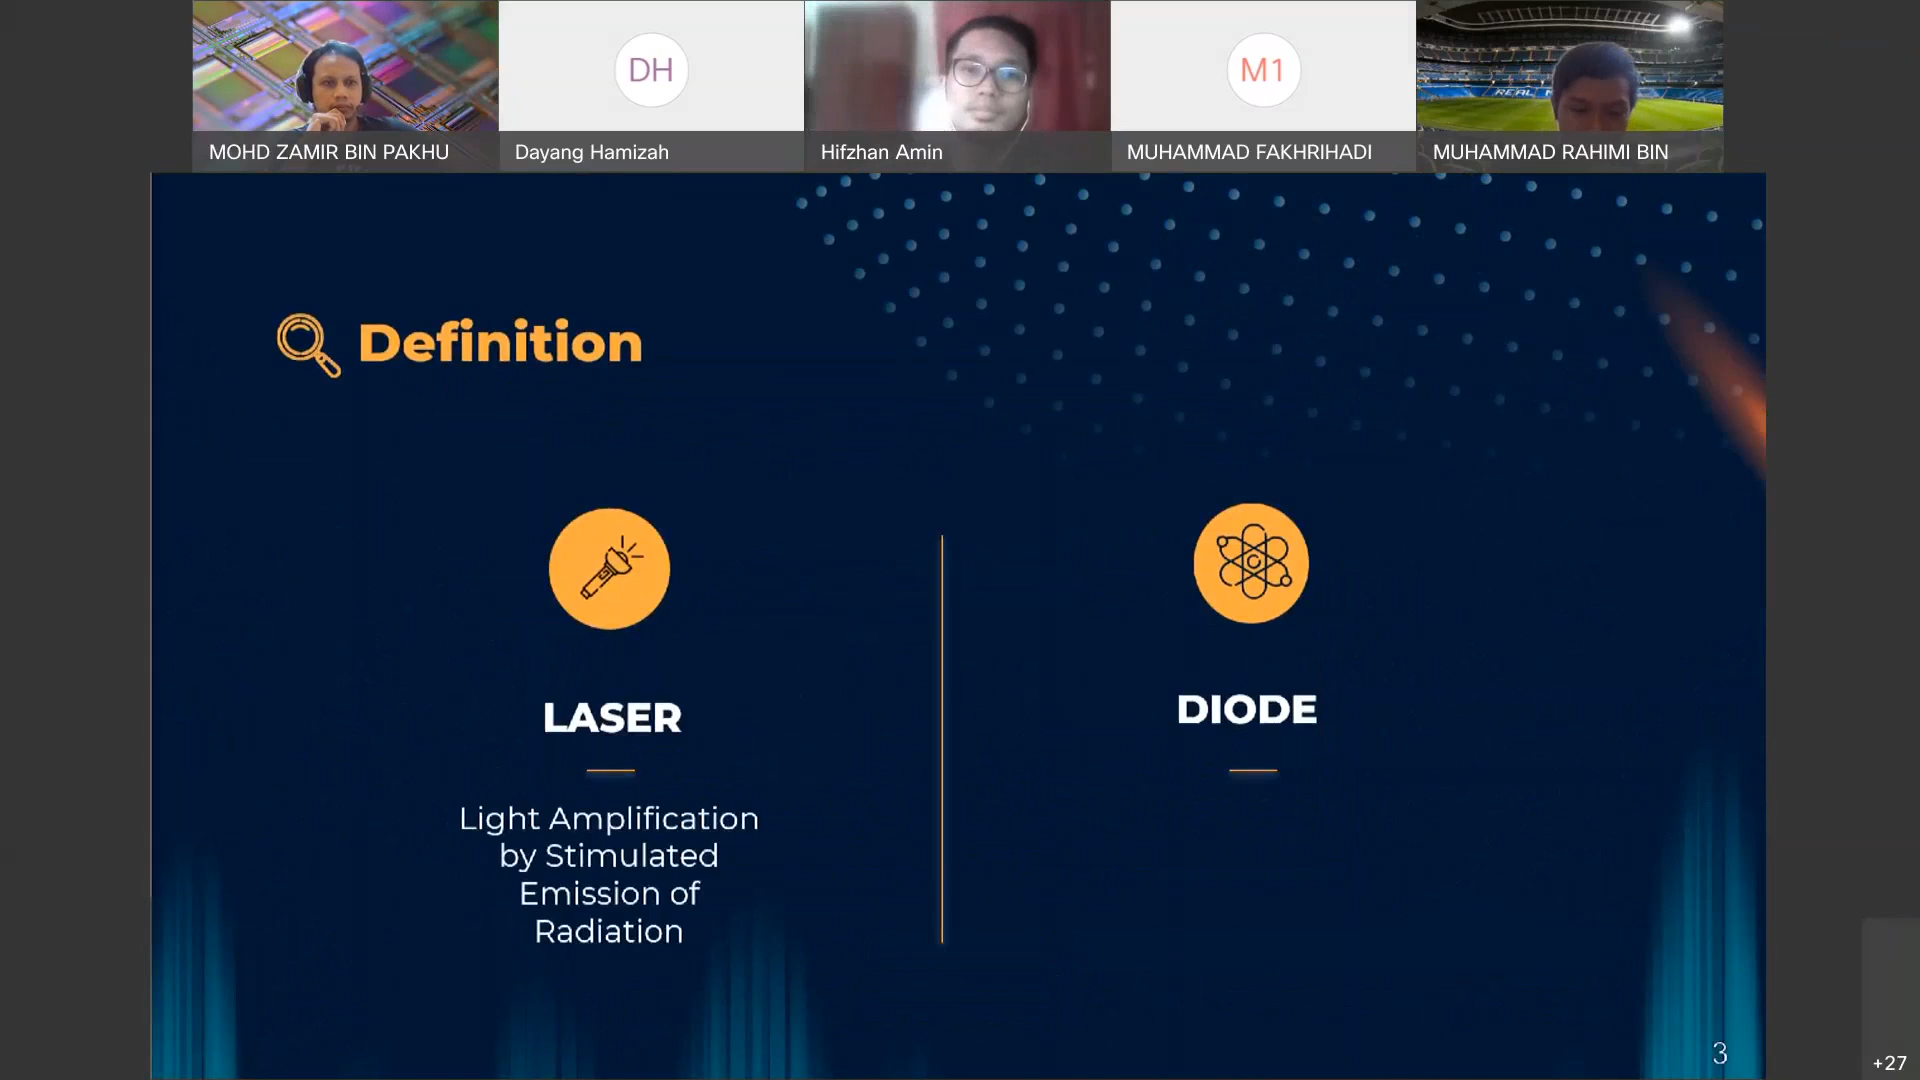 DH
M1
REAL
MOHD ZAMIR BIN PAKHU
Dayang Hamizah
Hifzhan Amin
MUHAMMAD FAKHRIHADI
MUHAMMAD RAHIMI BIN
Definition
LASER
Light Amplification
by Stimulated
Emission of
Radiation
DIODE
3
+27